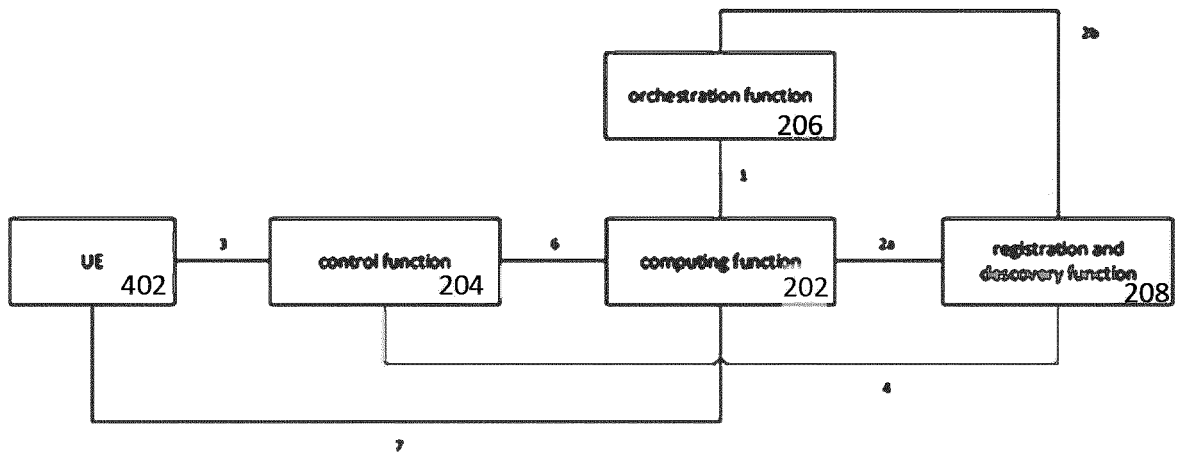 2b
orchestration function
206
1
UE
402
3
control function
204
6
computing function
202
2a
registration and
discovery function
208
4
7